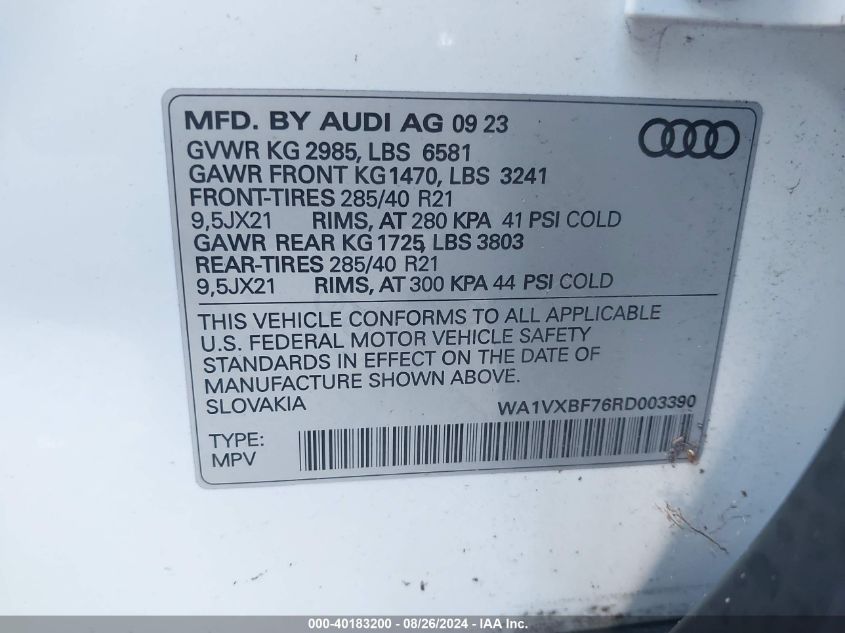 MFD. BY AUDI AG 09 23
GVWR KG 2985, LBS 6581
GAWR FRONT KG 1470, LBS 3241
FRONT-TIRES 285/40 R21
9,5JX21 RIMS, AT 280 KPA 41 PSI COLD
GAWR REAR KG 1725, LBS 3803
REAR-TIRES 285/40 R21
9,5JX21 RIMS, AT 300 KPA 44 PSI COLD
THIS VEHICLE CONFORMS TO ALL APPLICABLE
U.S. FEDERAL MOTOR VEHICLE SAFETY
STANDARDS IN EFFECT ON THE DATE OF
MANUFACTURE SHOWN ABOVE.
SLOVAKIA WA1VXBF76RD003390
TYPE:
MPV
000-40183200 - 08/26/2024 - IAA, Inc.